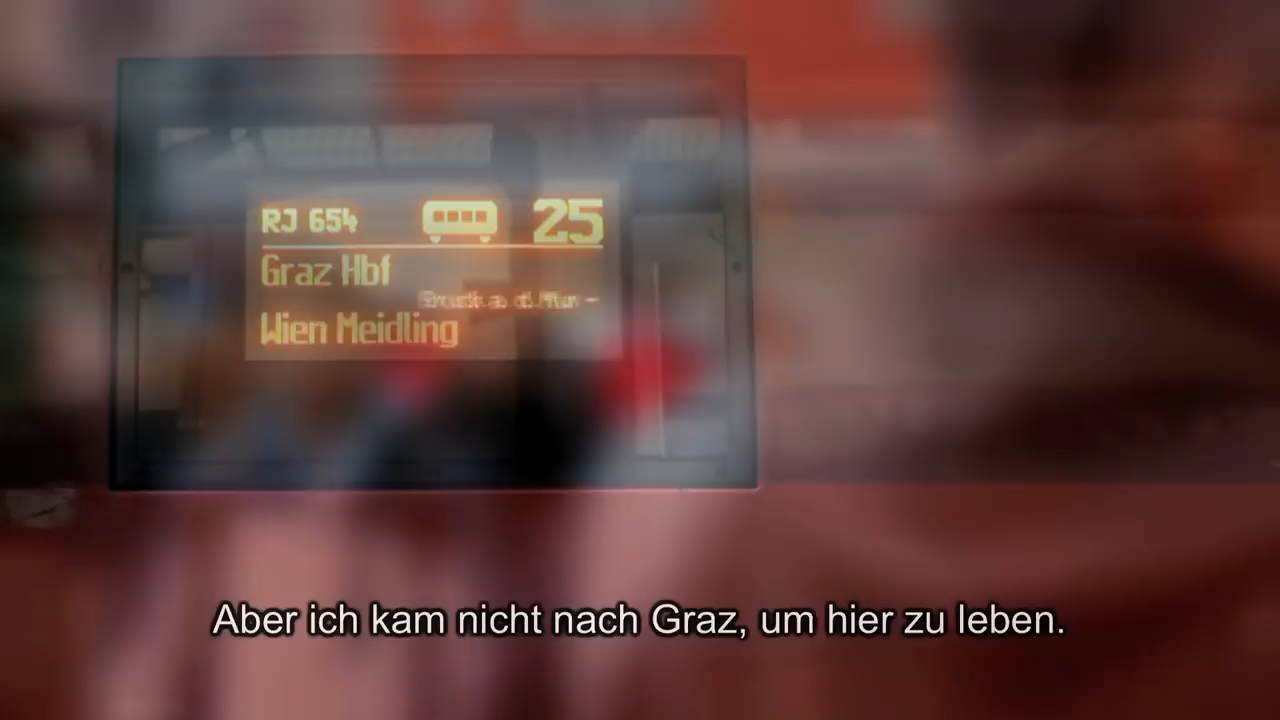 RJ 654
25
Graz Hbf
Wien Meidling
Aber ich kam nicht nach Graz, um hier zu leben.